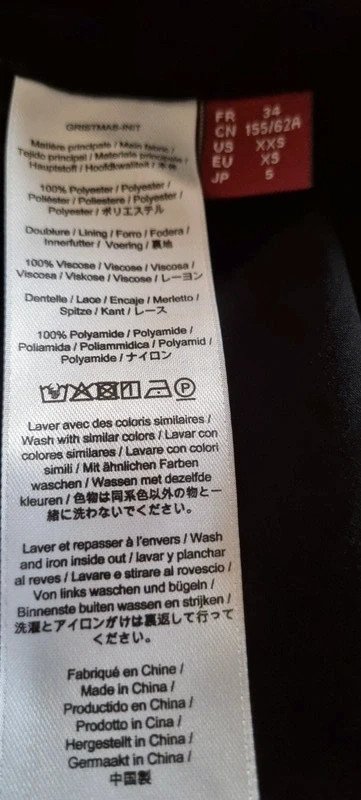 GRISTMAS-INIT
Matière principale / Main fabric /
Tejido principal / Materiale principale /
Hauptstoff / Hoofdkwaliteit / 本体
100% Polyester / Polyester /
Poliéster / Poliestere / Polyester /
Polyester / ポリエステル
Doublure / Lining / Forro / Fodera /
Innenfutter / Voering / 裏地
100% Viscose / Viscose / Viscosa /
Viscosa / Viskose / Viscose / レーヨン
Dentelle / Lace / Encaje / Merletto /
Spitze / Kant / レース
100% Polyamide / Polyamide /
Poliamida / Poliammidica / Polyamid /
Polyamide / ナイロン
P
Laver avec des coloris similaires /
Wash with similar colors / Lavar con
colores similares / Lavare con colori
simili / Mit ähnlichen Farben
waschen / Wassen met dezelfde
kleuren / 色物は同系色以外の物と一
緒に洗わないでください。
Laver et repasser à l'envers / Wash
and iron inside out / lavar y planchar
al reves / Lavare e stirare al rovescio /
Von links waschen und bügeln /
Binnenste buiten wassen en strijken /
洗濯とアイロンがけは裏返して行って
ください。
Fabriqué en Chine /
Made in China /
Productido en China /
Prodotto in Cina /
Hergestellt in China /
Gemaakt in China /
中国製
FR 34
CN 155/62A
US XXS
EU XS
JP S